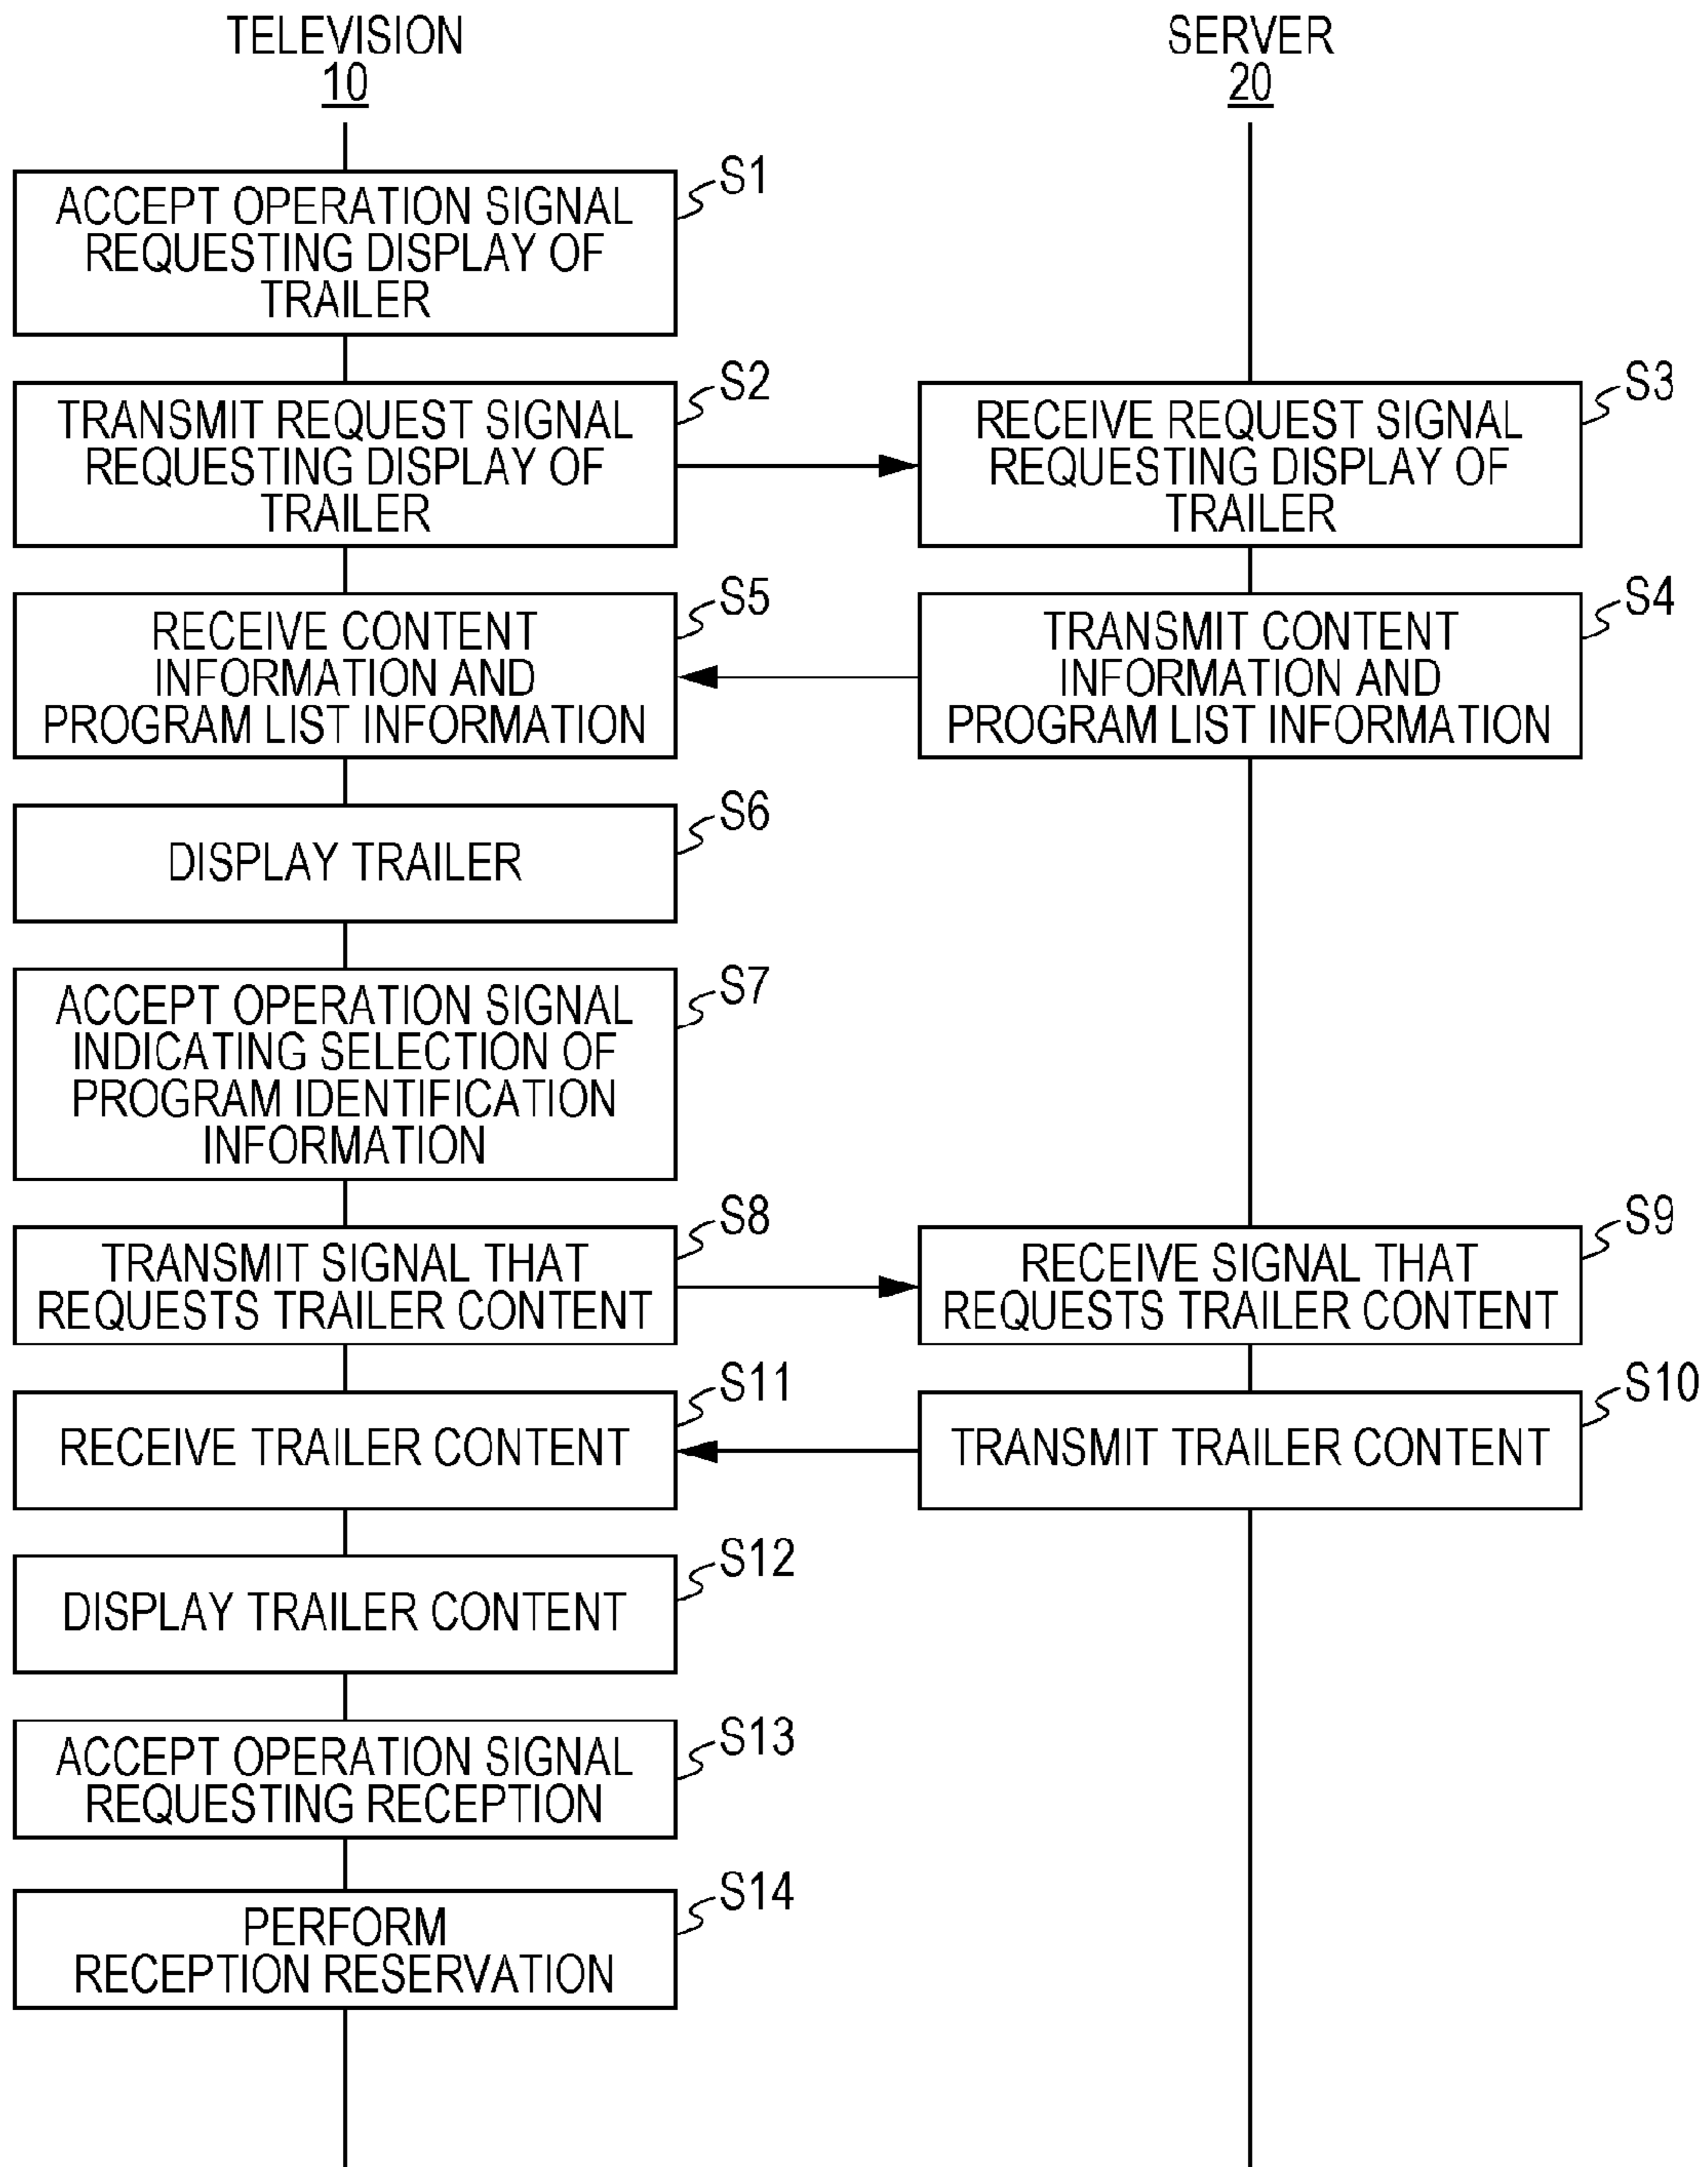 TELEVISION
10
SERVER
20
S1
ACCEPT OPERATION SIGNAL
REQUESTING DISPLAY OF
TRAILER
S2
TRANSMIT REQUEST SIGNAL
REQUESTING DISPLAY OF
TRAILER
S3
RECEIVE REQUEST SIGNAL
REQUESTING DISPLAY OF
TRAILER
S5
RECEIVE CONTENT
INFORMATION AND
PROGRAM LIST INFORMATION
S4
TRANSMIT CONTENT
INFORMATION AND
PROGRAM LIST INFORMATION
S6
DISPLAY TRAILER
S7
ACCEPT OPERATION SIGNAL
INDICATING SELECTION OF
PROGRAM IDENTIFICATION
INFORMATION
S8
TRANSMIT SIGNAL THAT
REQUESTS TRAILER CONTENT
S9
RECEIVE SIGNAL THAT
REQUESTS TRAILER CONTENT
S11
RECEIVE TRAILER CONTENT
S10
TRANSMIT TRAILER CONTENT
S12
DISPLAY TRAILER CONTENT
S13
ACCEPT OPERATION SIGNAL
REQUESTING RECEPTION
S14
PERFORM
RECEPTION RESERVATION